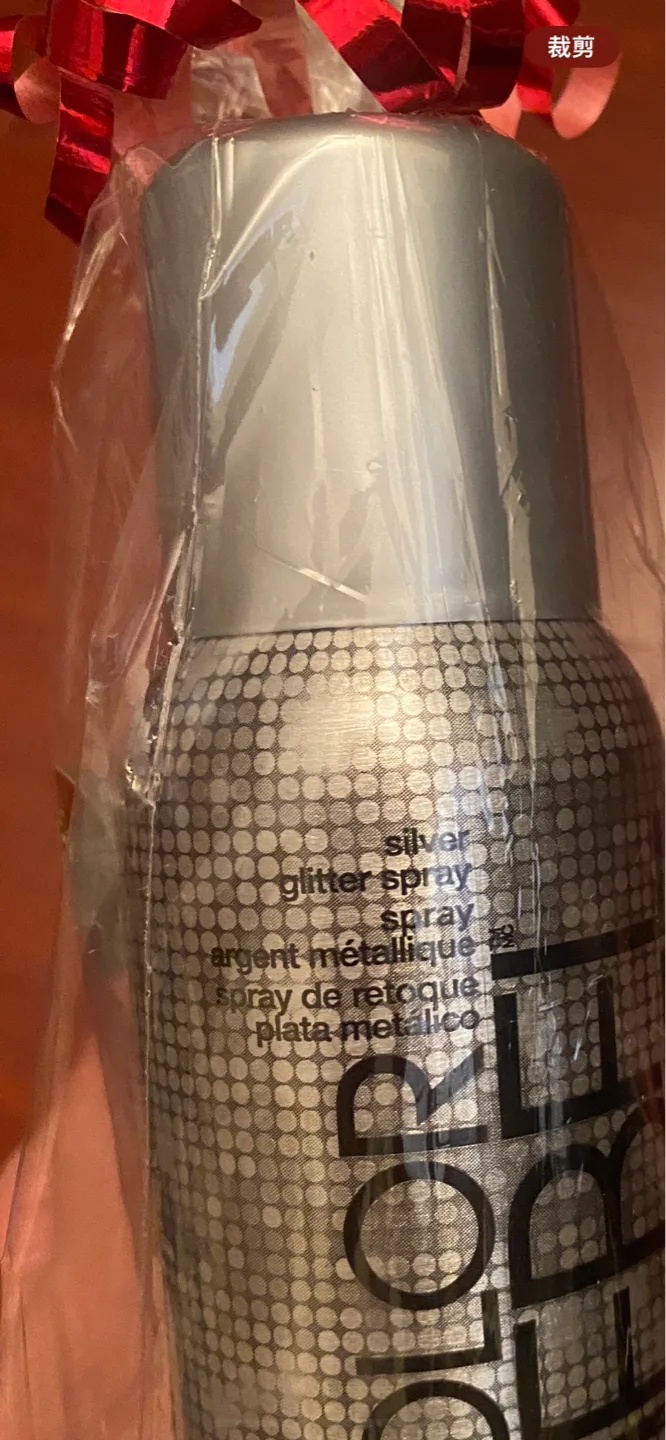 裁剪
silver
glitter spray
spray
argent métallique
spray de retoque
plata metálico
OLOR